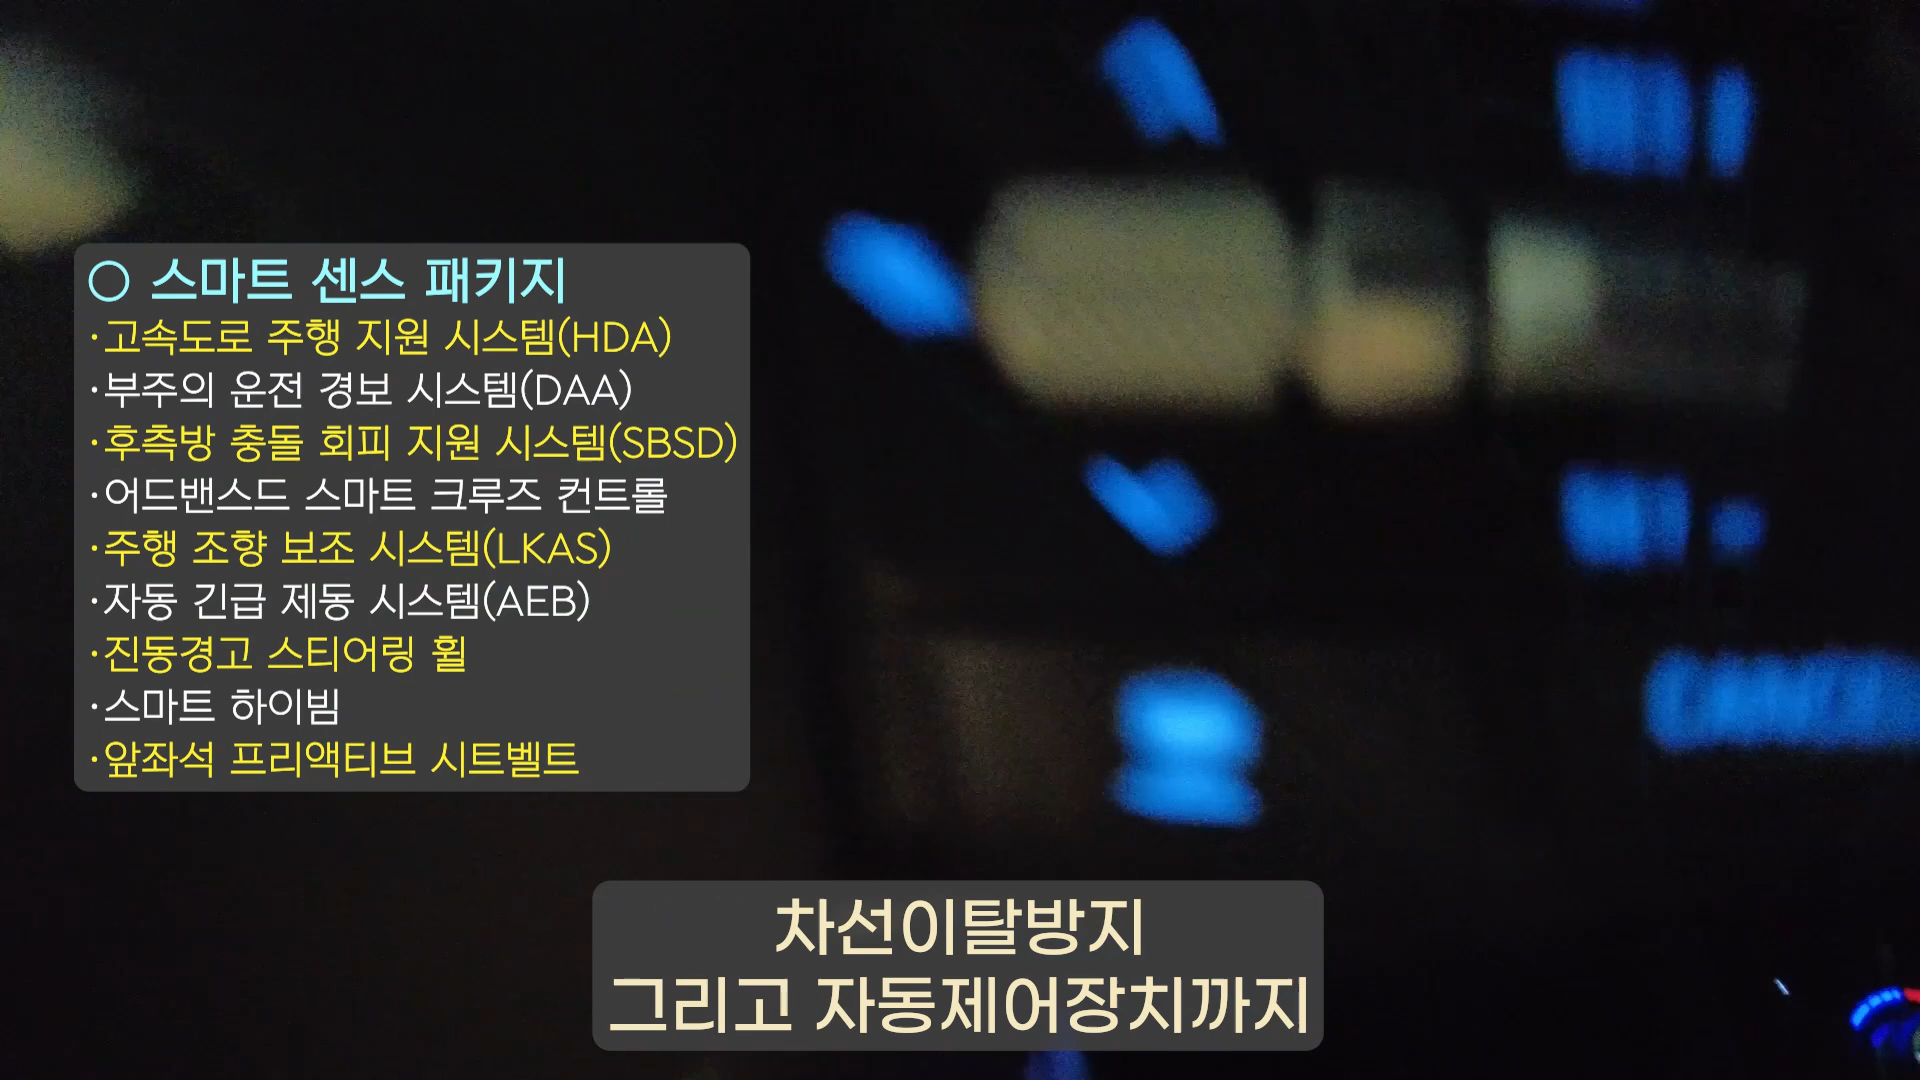 ○ 스마트 센스 패키지
·고속도로 주행 지원 시스템(HDA)
·부주의 운전 경보 시스템(DAA)
·후측방 충돌 회피 지원 시스템(SBSD)
·어드밴스드 스마트 크루즈 컨트롤
·주행 조향 보조 시스템(LKAS)
·자동 긴급 제동 시스템(AEB)
·진동경고 스티어링 휠
·스마트 하이빔
·앞좌석 프리액티브 시트벨트
차선이탈방지
그리고 자동제어장치까지